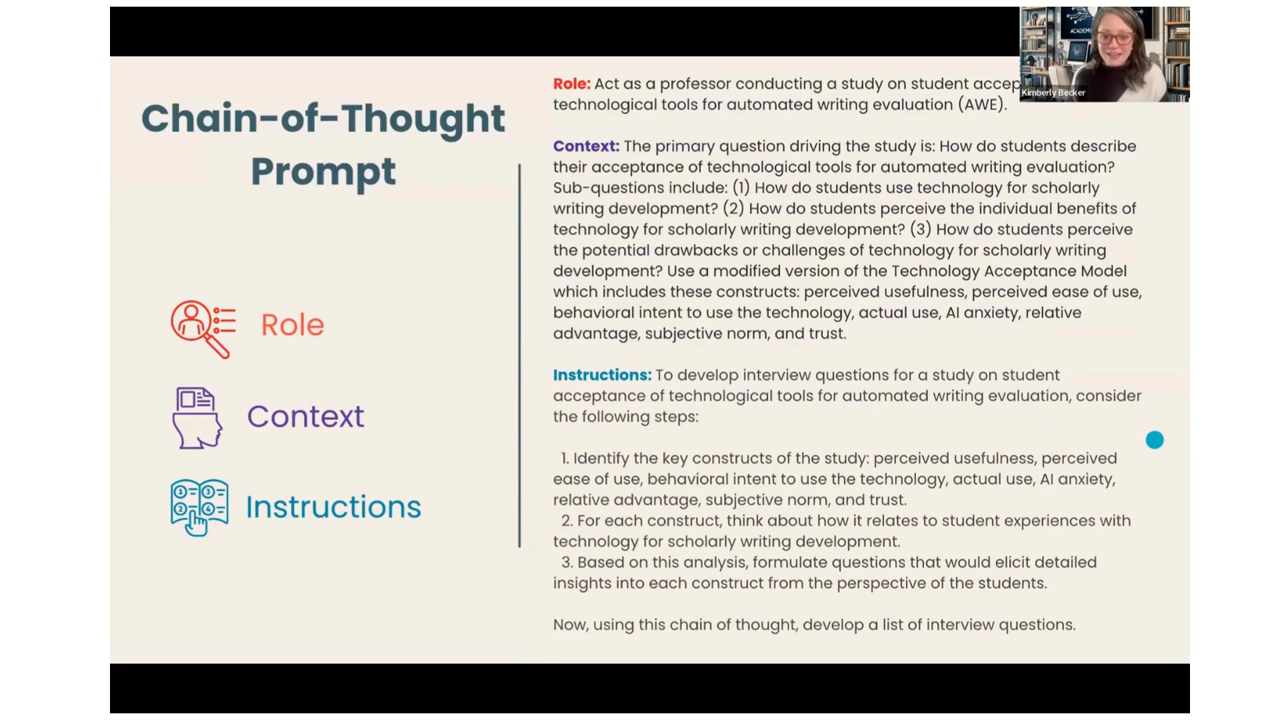 Chain-of-Thought
Prompt
Role
Context
Instructions
Role: Act as a professor conducting a study on student
technological tools for automated writing evaluation (AWE).
Context: The primary question driving the study is: How do students describe
their acceptance of technological tools for automated writing evaluation?
Sub-questions include: (1) How do students use technology for scholarly
writing development? (2) How do students perceive the individual benefits of
technology for scholarly writing development? (3) How do students perceive
the potential drawbacks or challenges of technology for scholarly writing
development? Use a modified version of the Technology Acceptance Model
which includes these constructs: perceived usefulness, perceived ease of use,
behavioral intent to use the technology, actual use, AI anxiety, relative
advantage, subjective norm, and trust.
Instructions: To develop interview questions for a study on student
acceptance of technological tools for automated writing evaluation, consider
the following steps:
1. Identify the key constructs of the study: perceived usefulness, perceived
ease of use, behavioral intent to use the technology, actual use, AI anxiety,
relative advantage, subjective norm, and trust.
2. For each construct, think about how it relates to student experiences with
technology for scholarly writing development.
3. Based on this analysis, formulate questions that would elicit detailed
insights into each construct from the perspective of the students.
Now, using this chain of thought, develop a list of interview questions.
Kimberly Becker